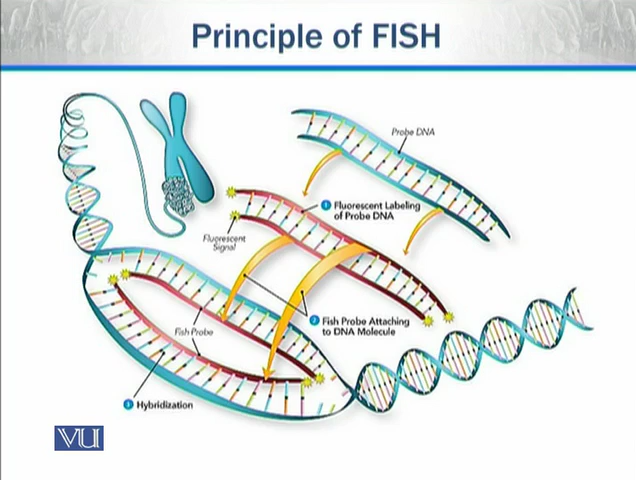 Principle of FISH
Probe DNA
1 Fluorescent Labeling
of Probe DNA
Fluorescent
Signal
2 Fish Probe Attaching
to DNA Molecule
Fish Probe
3 Hybridization
VU